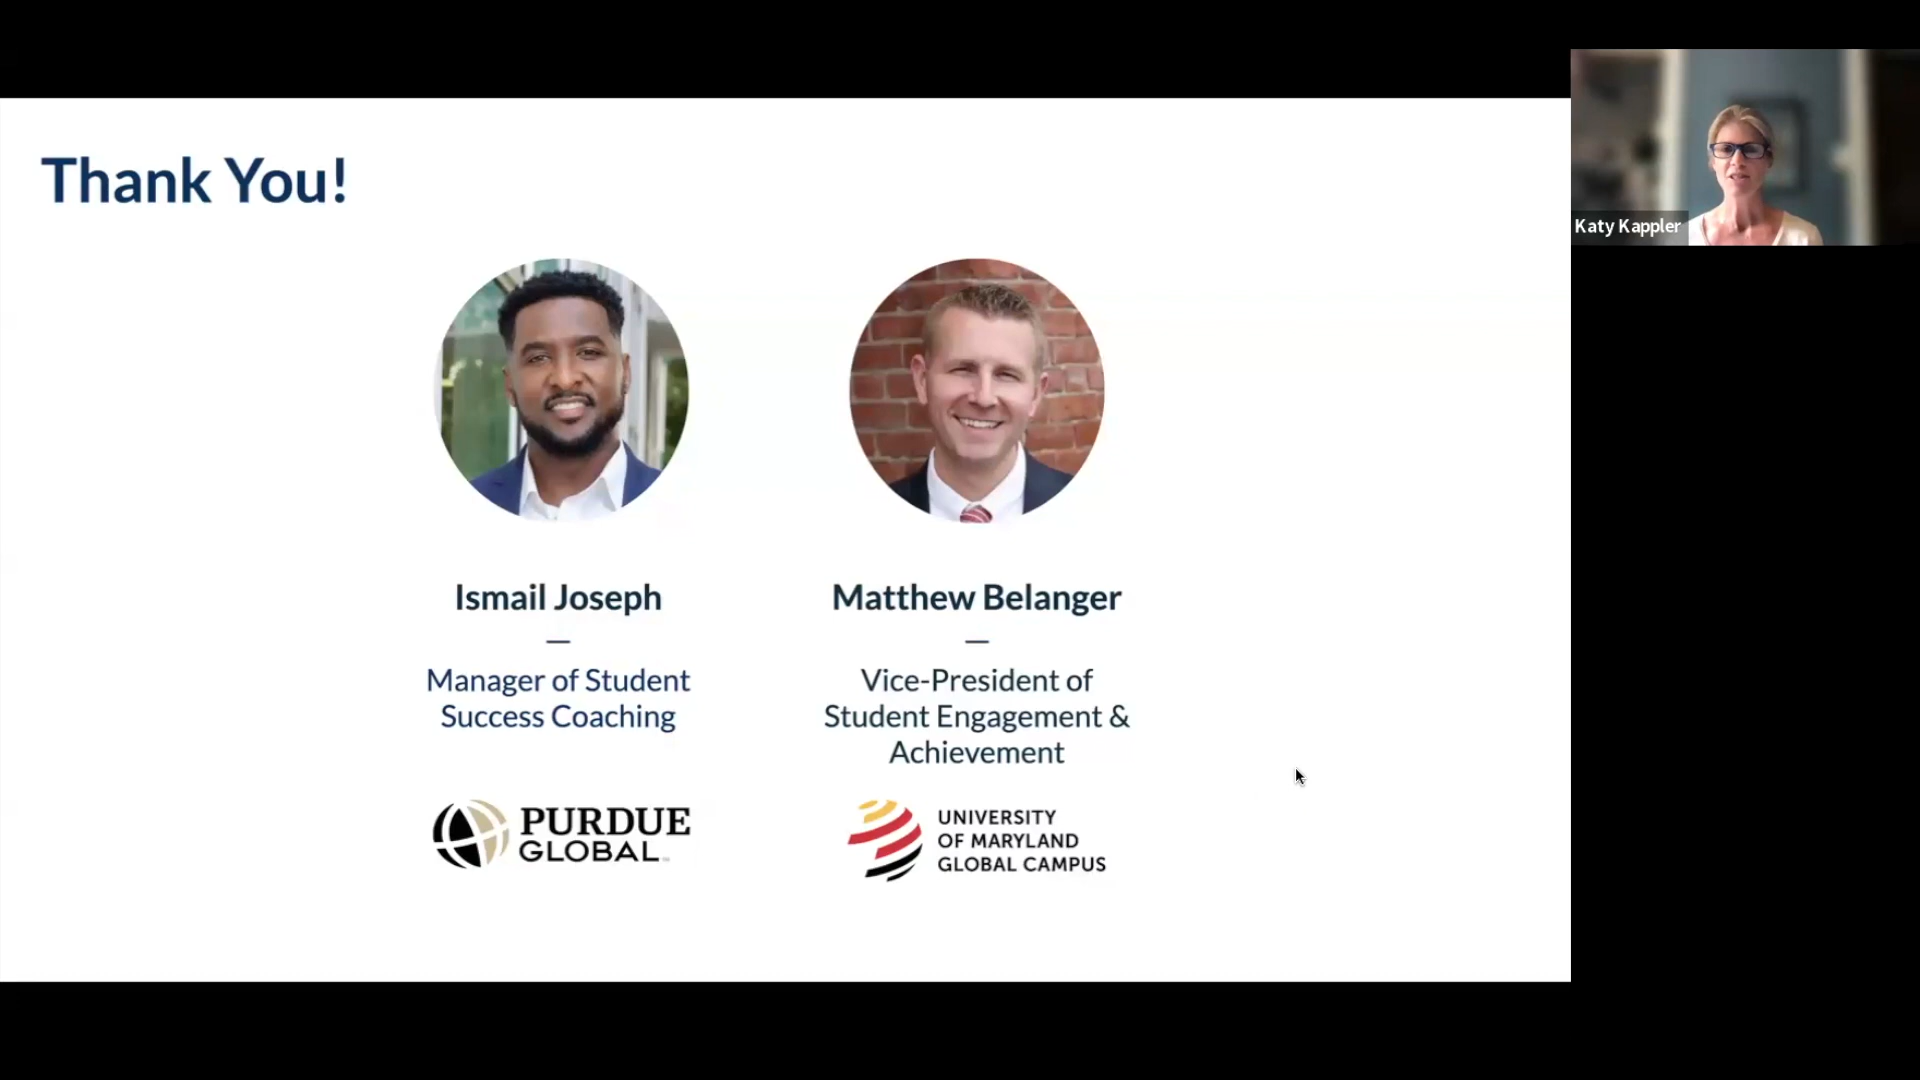 Thank You!
Katy Kappler
Ismail Joseph
—
Manager of Student
Success Coaching
PURDUE
GLOBAL
Matthew Belanger
—
Vice-President of
Student Engagement &
Achievement
UNIVERSITY
OF MARYLAND
GLOBAL CAMPUS